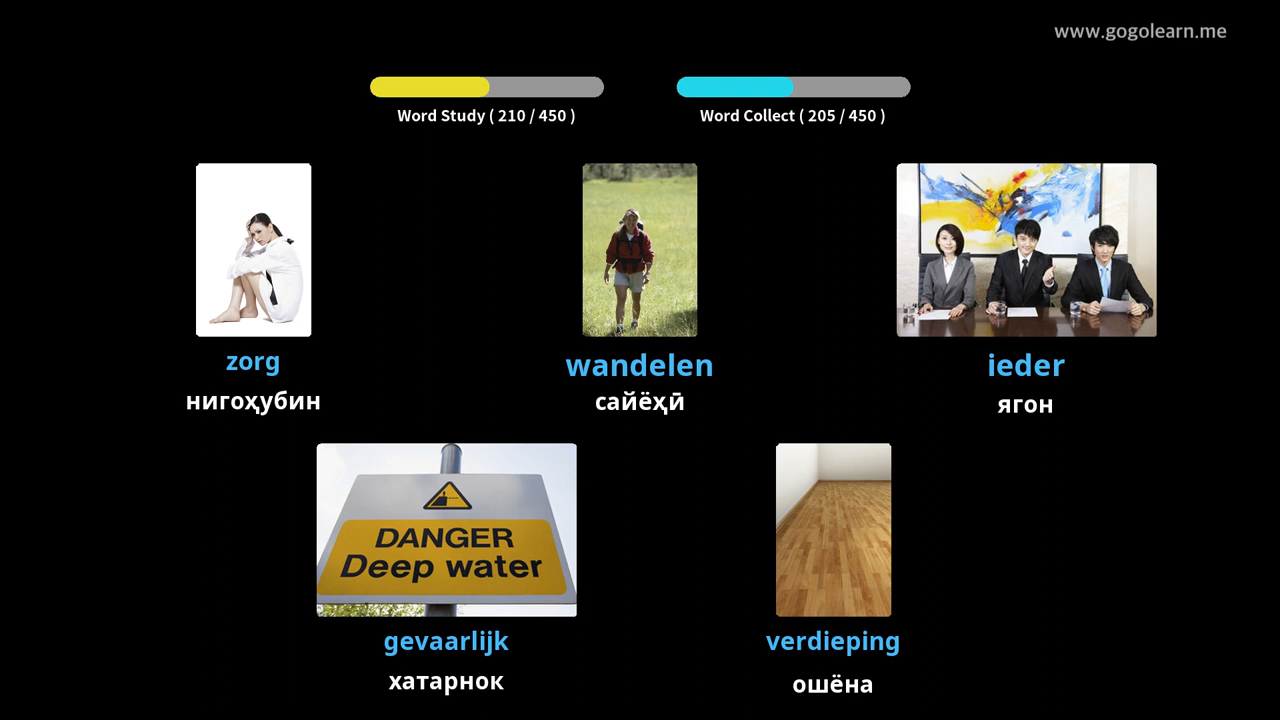 www.gogolearn.me
Word Study ( 210 / 450 )
Word Collect ( 205 / 450 )
zorg
wandelen
ieder
нигоҳубин
сайёҳӣ
ягон
DANGER
Deep water
gevaarlijk
verdieping
хатарнок
ошёна